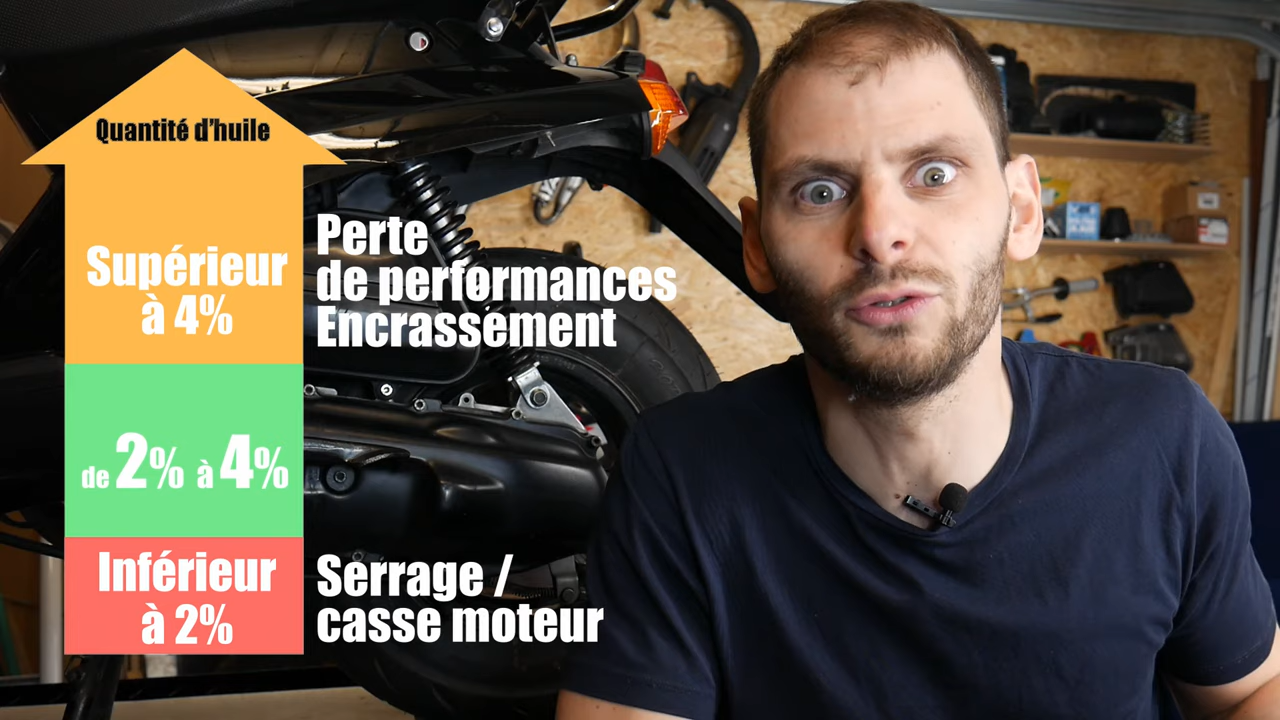 Quantité d'huile
Supérieur
à 4%
Perte
de performances
Encrassement
de 2% à 4%
Inférieur
à 2%
Serrage /
casse moteur